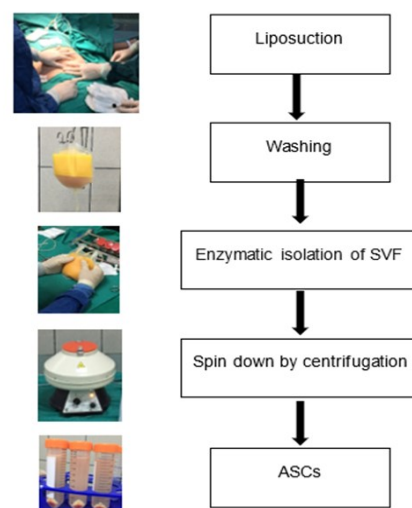 Liposuction
Washing
Enzymatic isolation of SVF
Spin down by centrifugation
ASCs